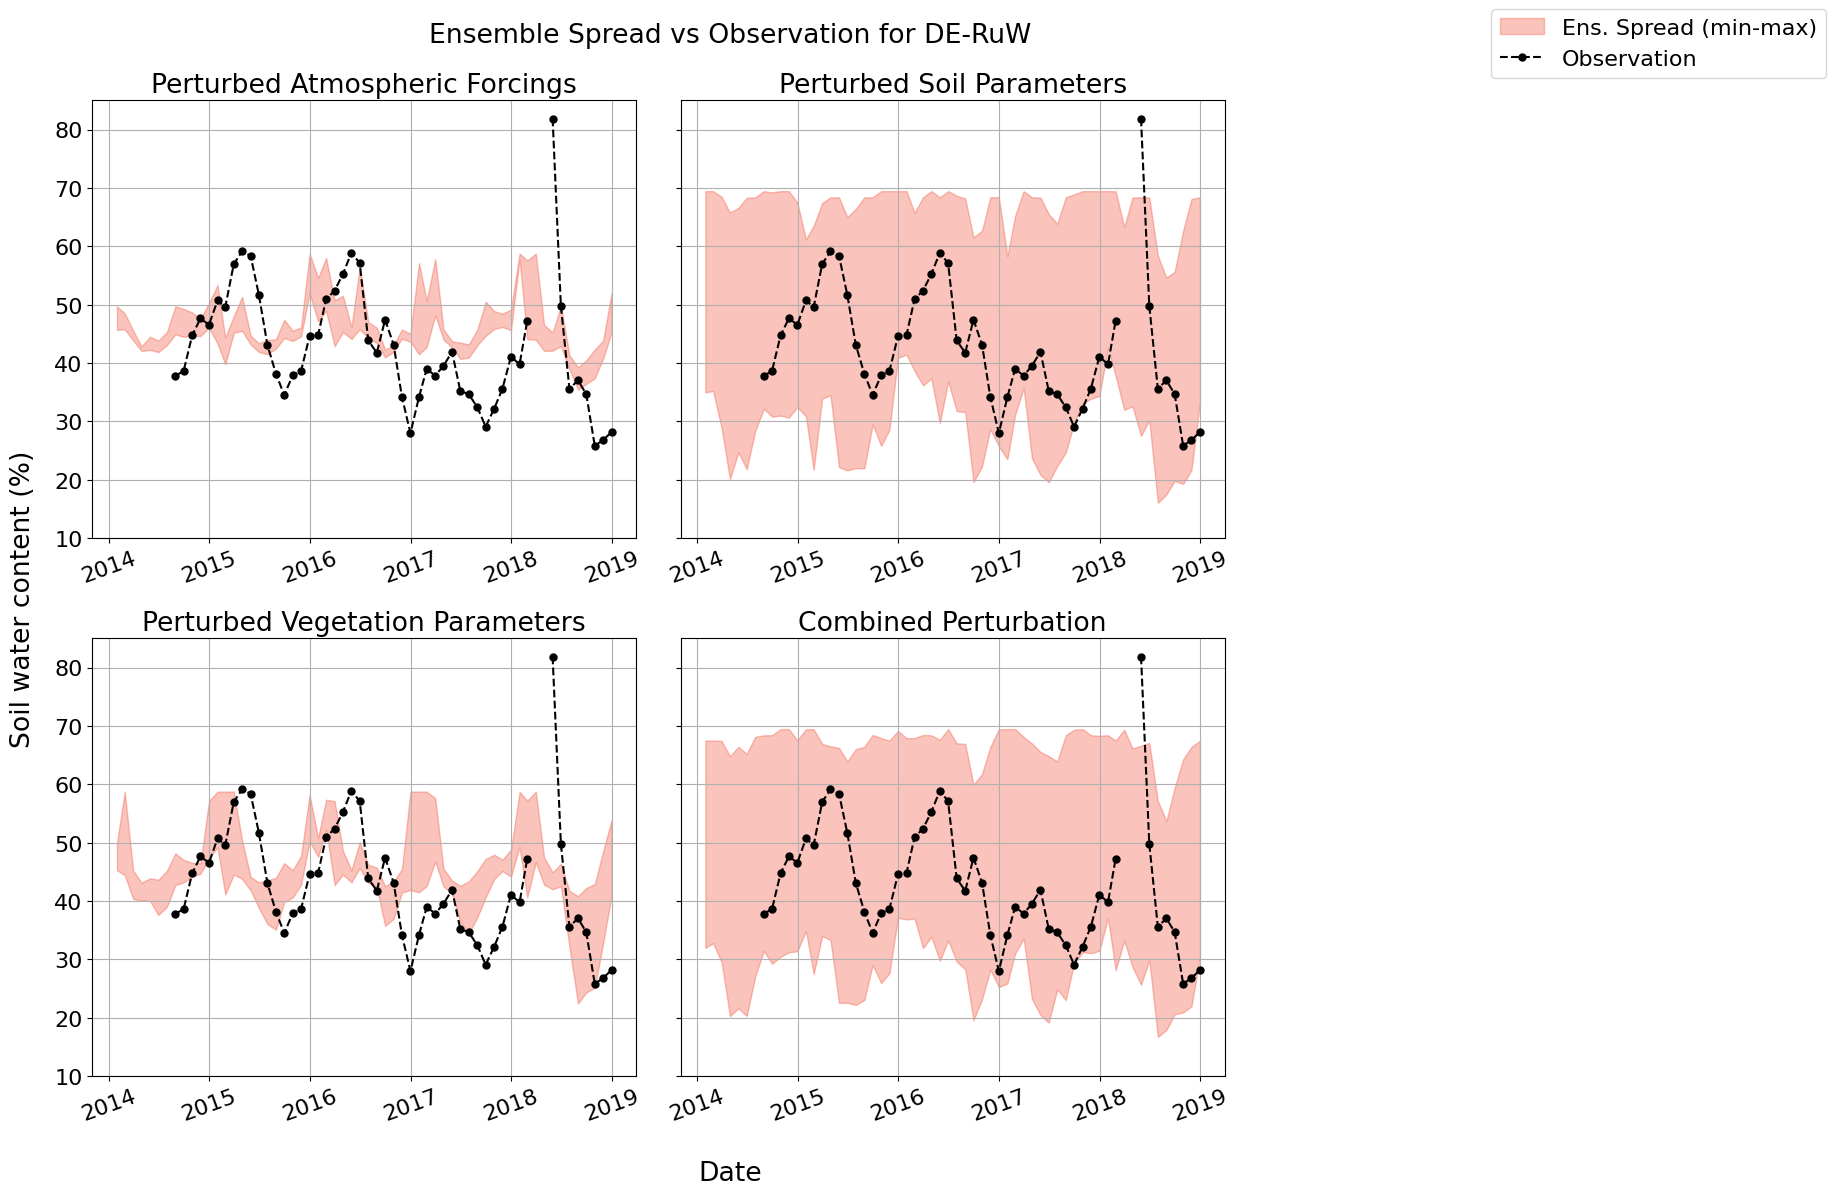 Ensemble Spread vs Observation for DE-RuW
Ens. Spread (min-max)
Observation
Perturbed Atmospheric Forcings
Perturbed Soil Parameters
80
70
60
50
40
30
20
10
2014 2015 2016 2017 2018 2019
2014 2015 2016 2017 2018 2019
Soil water content (%)
Perturbed Vegetation Parameters
Combined Perturbation
80
70
60
50
40
30
20
10
2014 2015 2016 2017 2018 2019
2014 2015 2016 2017 2018 2019
Date